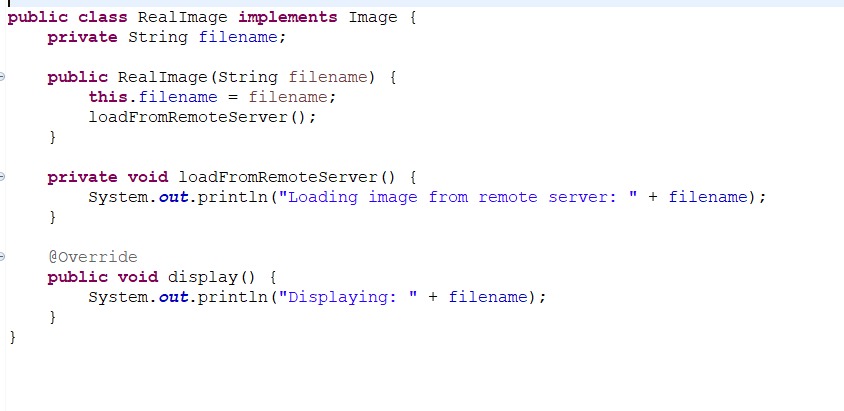 public class RealImage implements Image {
    private String filename;
    public RealImage(String filename) {
        this.filename = filename;
        loadFromRemoteServer();
    }
    private void loadFromRemoteServer() {
        System.out.println("Loading image from remote server: " + filename);
    }
    @Override
    public void display() {
        System.out.println("Displaying: " + filename);
    }
}